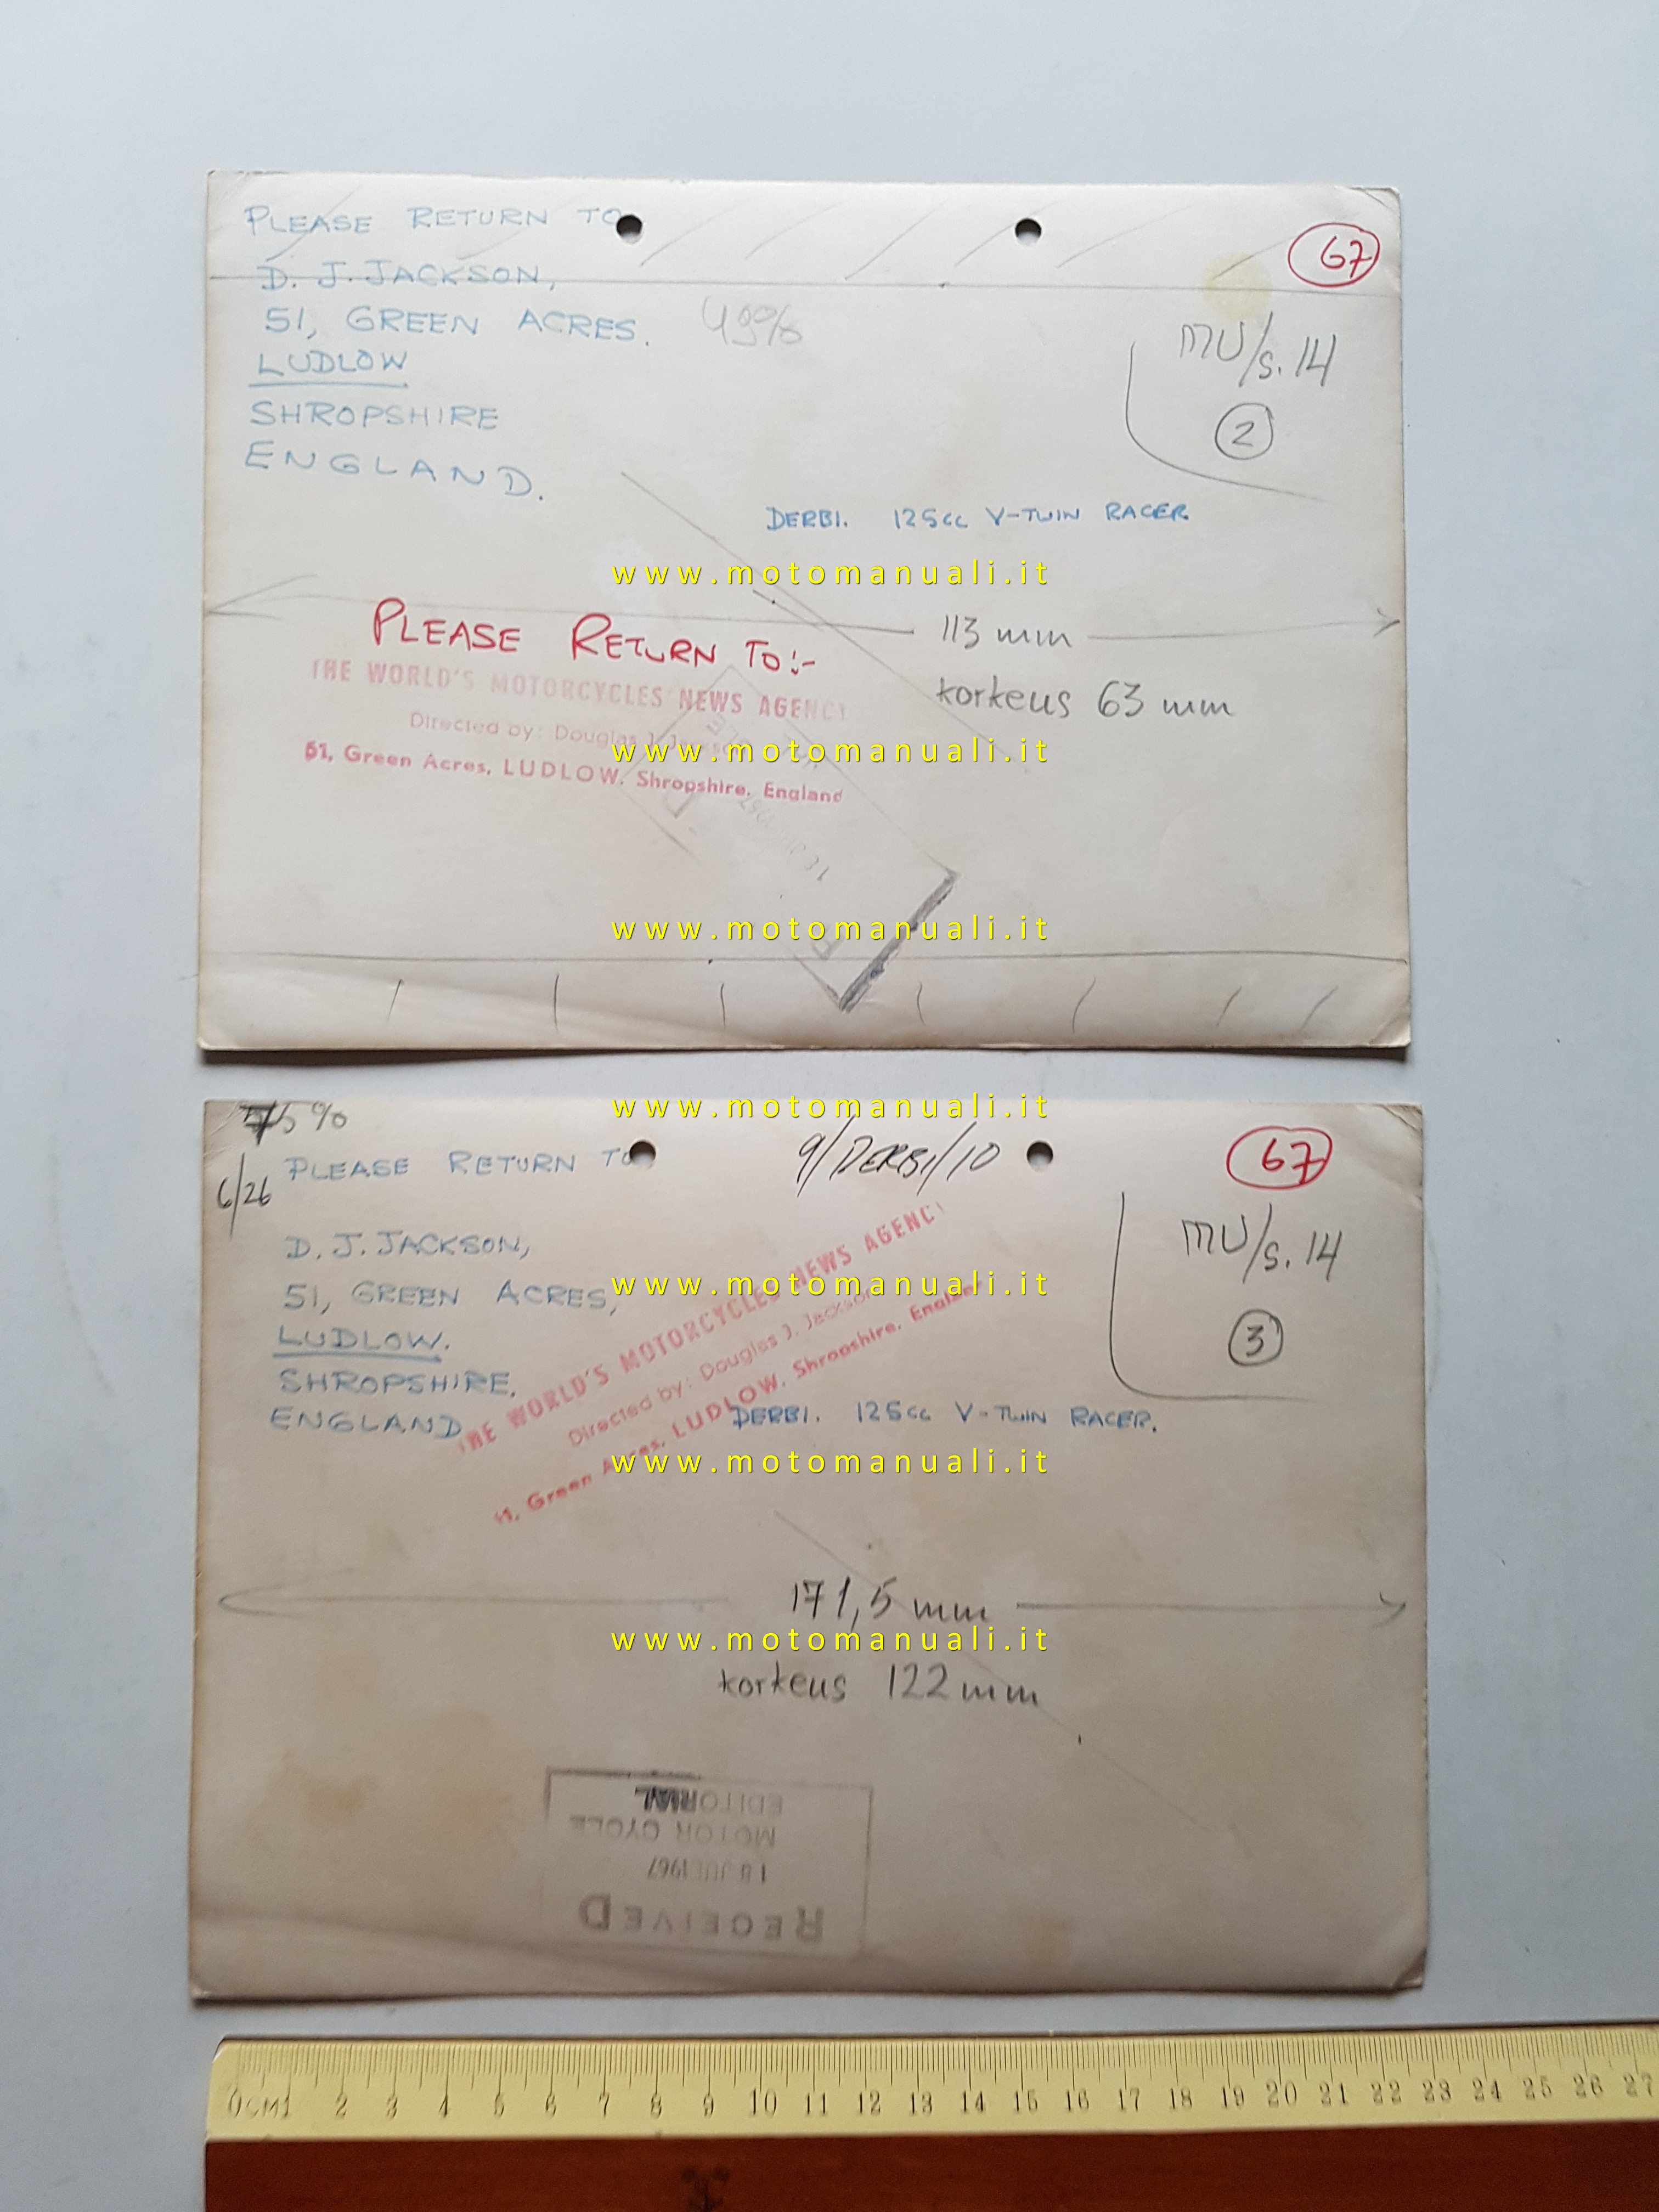 PLEASE RETURN TO
67
D. J. JACKSON,
51, GREEN ACRES. 49%
LUDLOW
MU/s. 14
SHROPSHIRE
2
ENGLAND.
DERBI. 125cc V-TWIN RACER
www.motomanuali.it
PLEASE RETURN TO:-
113 mm
THE WORLD'S MOTORCYCLES NEWS AGENCY
korkeus 63 mm
Directed by: Douglas J. Jackson
www.motomanuali.it
51, Green Acres, LUDLOW. Shropshire. England
www.motomanuali.it
www.motomanuali.it
PLEASE RETURN TO
9/DERBI/10
67
6/26
D. J. JACKSON,
MU/s. 14
51, GREEN ACRES,
www.motomanuali.it
LUDLOW.
3
SHROPSHIRE.
ENGLAND
THE WORLD'S MOTORCYCLES NEWS AGENCY
Directed by: Douglas J. Jackson
51, Green Acres, LUDLOW. Shropshire. England
DERBI. 125cc V-TWIN RACER.
www.motomanuali.it
171,5 mm
www.motomanuali.it
korkeus 122 mm
RECEIVED
1967
MOTOR CYCLE
EDITORIAL
0CM1 2 3 4 5 6 7 8 9 10 11 12 13 14 15 16 17 18 19 20 21 22 23 24 25 26 27